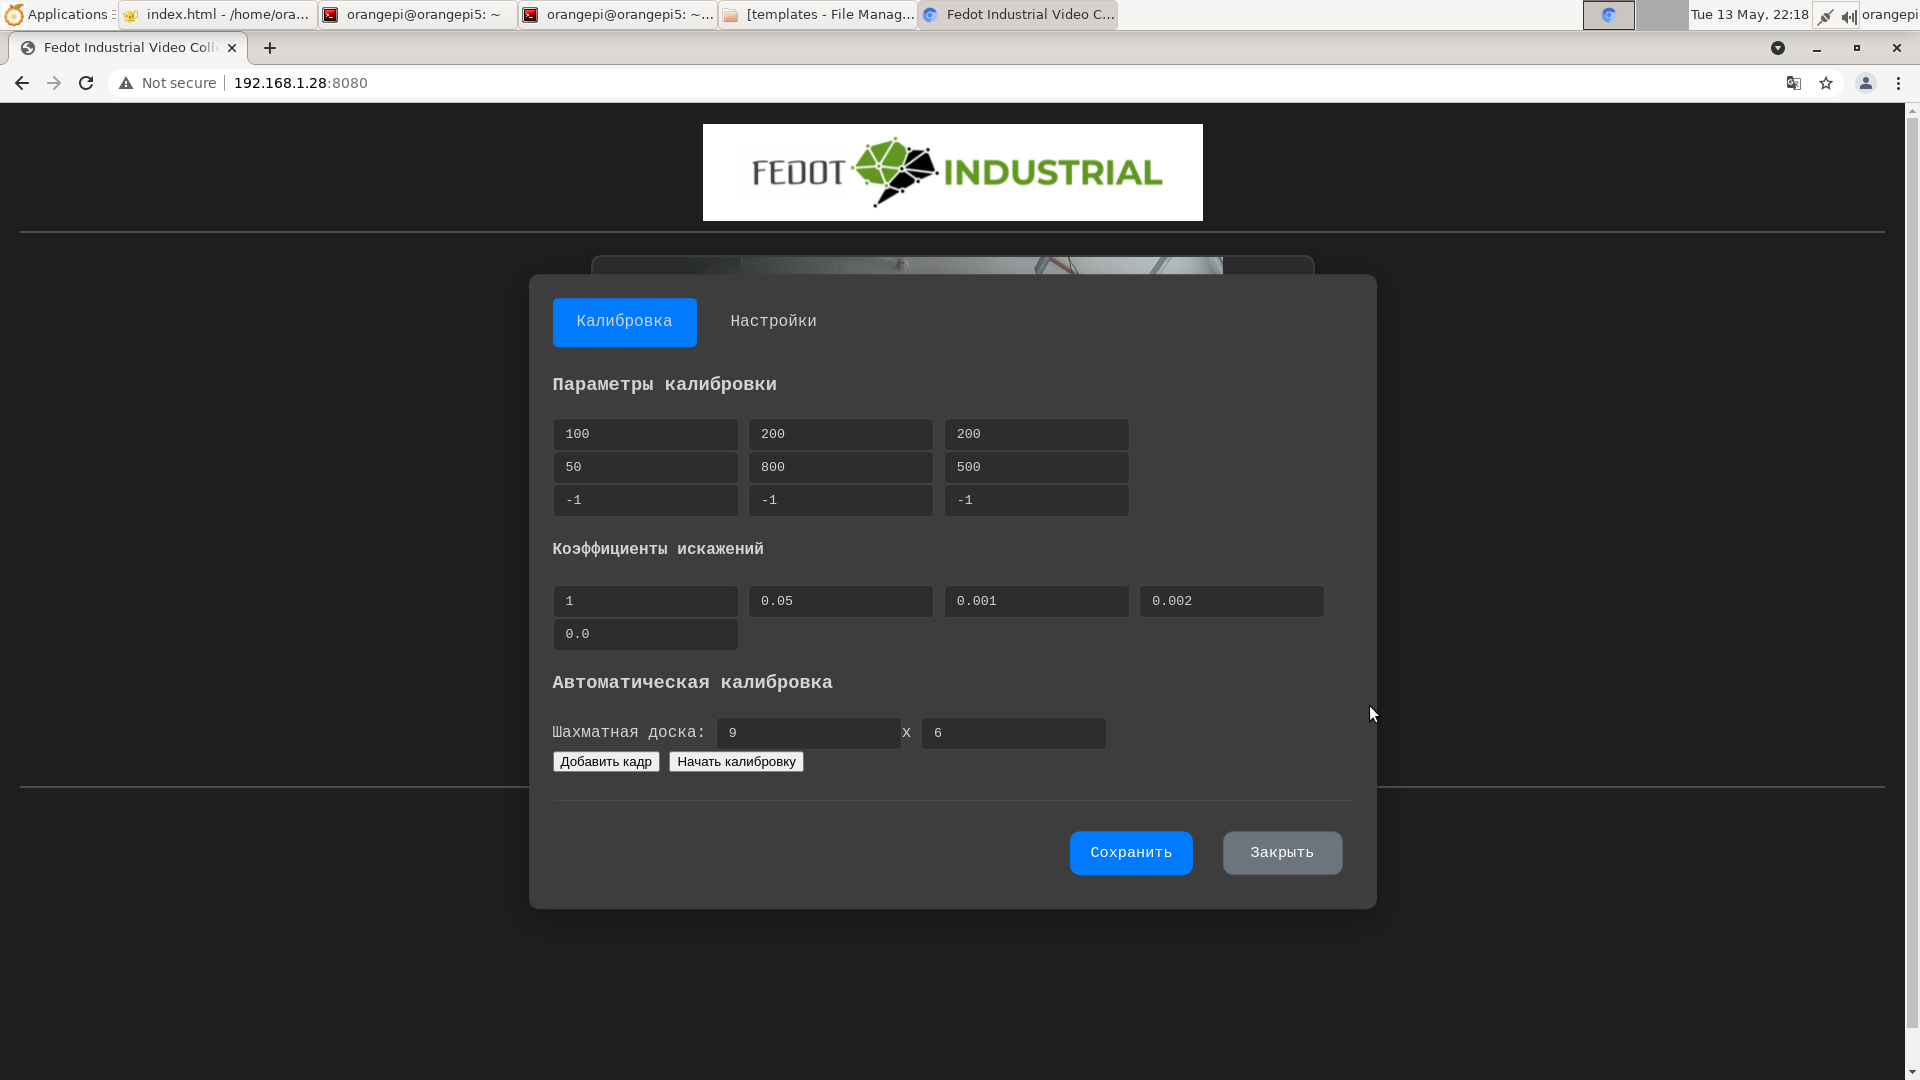 Applications
index.html - /home/ora...
orangepi@orangepi5: ~
orangepi@orangepi5: ~...
[templates - File Manag...
Fedot Industrial Video C...
Tue 13 May, 22:18
orangepi
Fedot Industrial Video Coll
Not secure
192.168.1.28:8080
FEDOT INDUSTRIAL
Калибровка
Настройки
Параметры калибровки
100 200 200
50 800 500
-1 -1 -1
Коэффициенты искажений
1 0.05 0.001 0.002
0.0
Автоматическая калибровка
Шахматная доска: 9 x 6
Добавить кадр Начать калибровку
Сохранить Закрыть